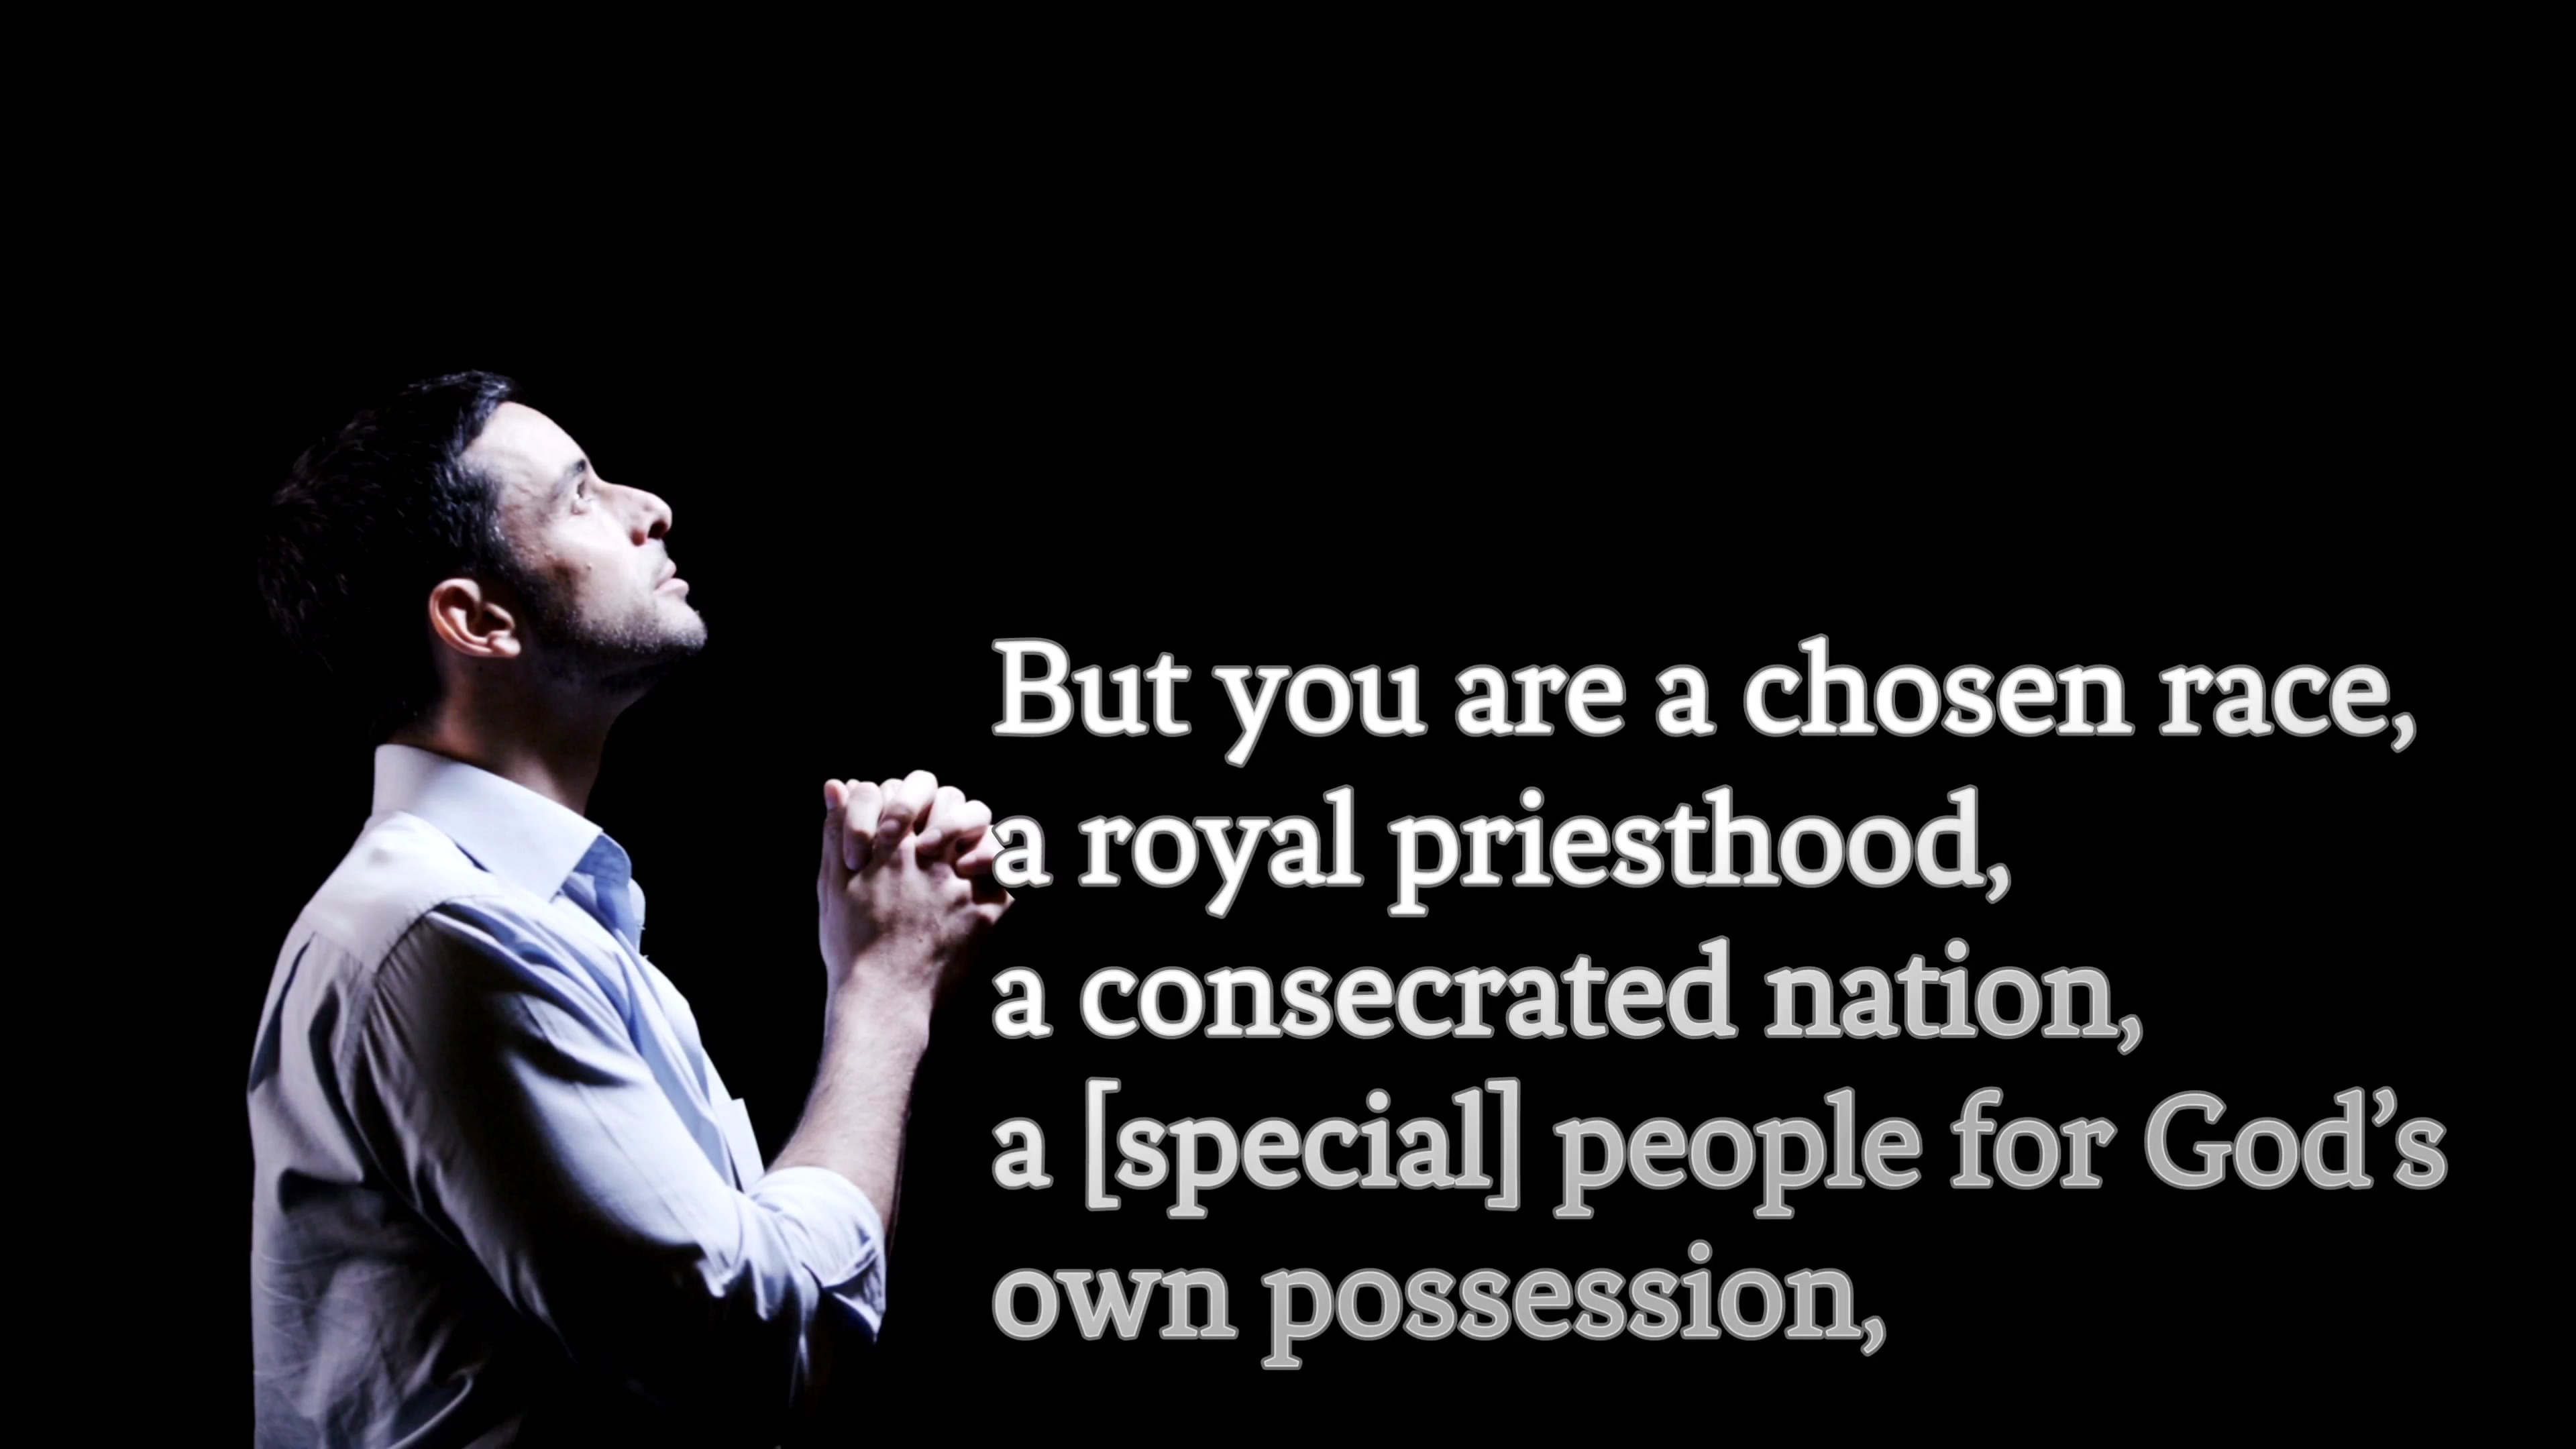 But you are a chosen race,
a royal priesthood,
a consecrated nation,
a [special] people for God’s
own possession,